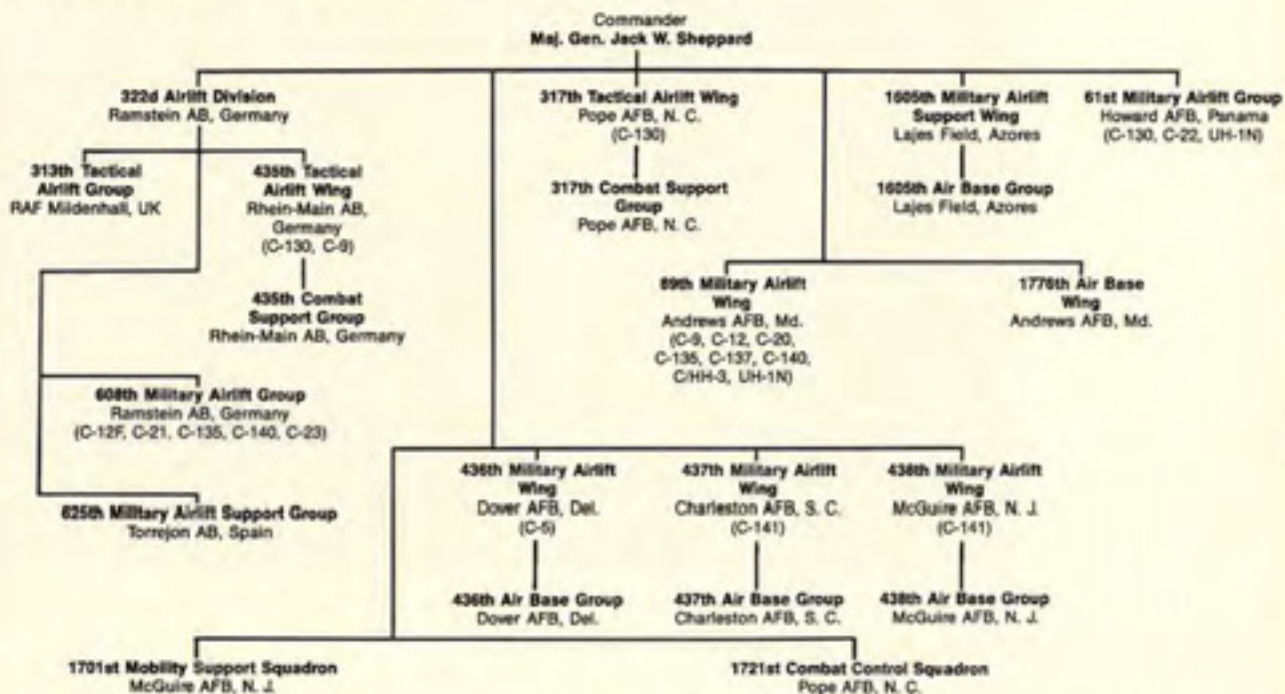 Commander
Maj. Gen. Jack W. Sheppard
322d Airlift Division
Ramstein AB, Germany
313th Tactical
Airlift Group
RAF Mildenhall, UK
435th Tactical
Airlift Wing
Rhein-Main AB,
Germany
(C-130, C-9)
435th Combat
Support Group
Rhein-Main AB, Germany
608th Military Airlift Group
Ramstein AB, Germany
(C-12F, C-21, C-135, C-140, C-23)
625th Military Airlift Support Group
Torrejon AB, Spain
317th Tactical Airlift Wing
Pope AFB, N. C.
(C-130)
317th Combat Support
Group
Pope AFB, N. C.
1605th Military Airlift
Support Wing
Lajes Field, Azores
1605th Air Base Group
Lajes Field, Azores
61st Military Airlift Group
Howard AFB, Panama
(C-130, C-22, UH-1N)
89th Military Airlift
Wing
Andrews AFB, Md.
(C-9, C-12, C-20,
C-135, C-137, C-140,
C/HH-3, UH-1N)
1776th Air Base
Wing
Andrews AFB, Md.
436th Military Airlift
Wing
Dover AFB, Del.
(C-5)
436th Air Base Group
Dover AFB, Del.
437th Military Airlift
Wing
Charleston AFB, S. C.
(C-141)
437th Air Base Group
Charleston AFB, S. C.
438th Military Airlift
Wing
McGuire AFB, N. J.
(C-141)
438th Air Base Group
McGuire AFB, N. J.
1701st Mobility Support Squadron
McGuire AFB, N. J.
1721st Combat Control Squadron
Pope AFB, N. C.